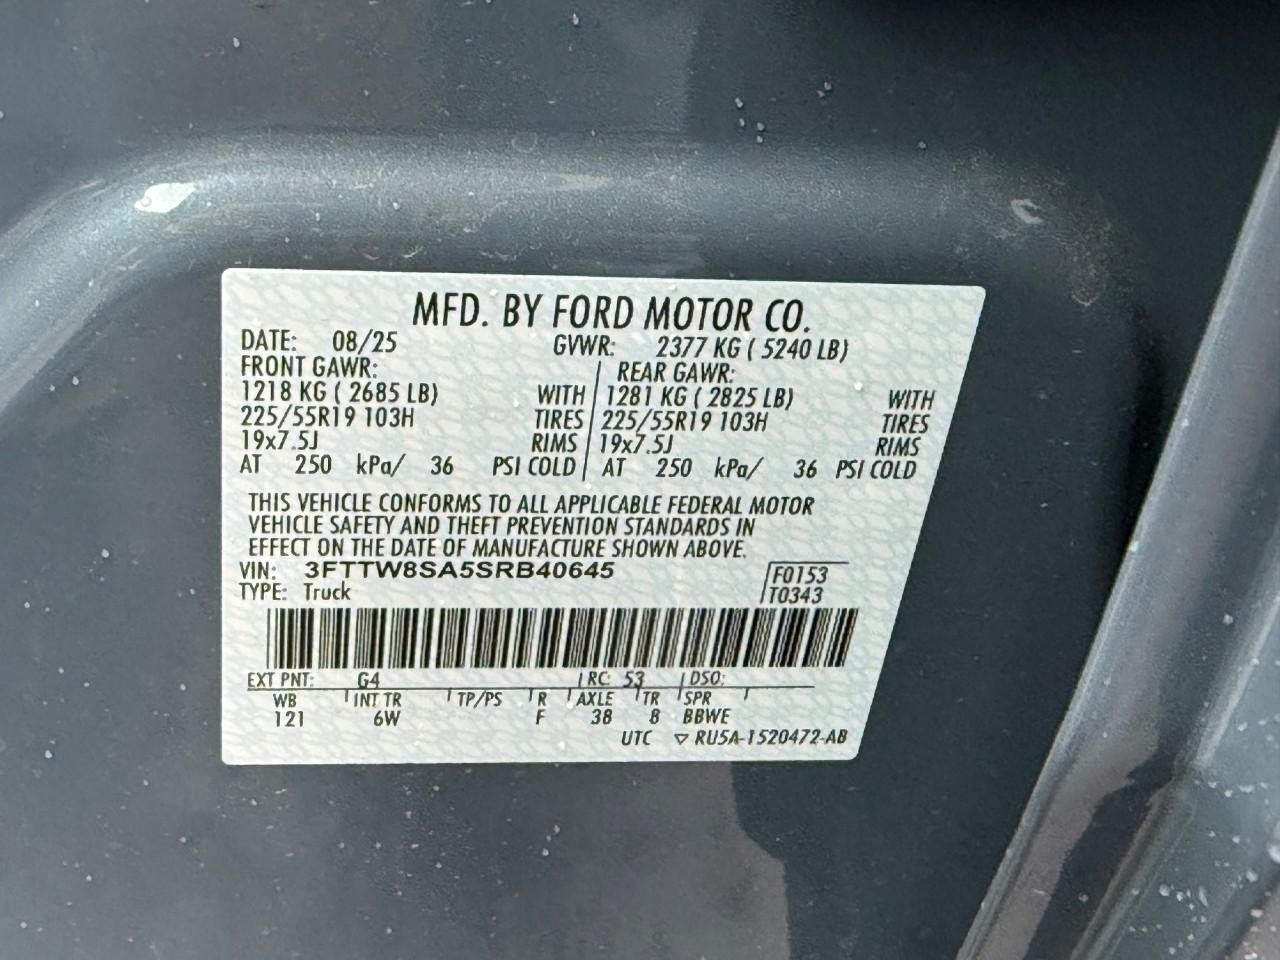 MFD. BY FORD MOTOR CO.
DATE: 08/25 GVWR: 2377 KG ( 5240 LB)
FRONT GAWR: REAR GAWR:
1218 KG ( 2685 LB) WITH 1281 KG ( 2825 LB) WITH
225/55R19 103H TIRES 225/55R19 103H TIRES
19x7.5J RIMS 19x7.5J RIMS
AT 250 kPa/ 36 PSI COLD AT 250 kPa/ 36 PSI COLD
THIS VEHICLE CONFORMS TO ALL APPLICABLE FEDERAL MOTOR
VEHICLE SAFETY AND THEFT PREVENTION STANDARDS IN
EFFECT ON THE DATE OF MANUFACTURE SHOWN ABOVE.
VIN: 3FTTW8SA5SRB40645 F0153
TYPE: Truck T0343
EXT PNT: G4 RC: 53 DSO:
WB INT TR TP/PS R AXLE TR SPR
121 6W F 38 8 BBWE
UTC ▽ RU5A-1520472-AB